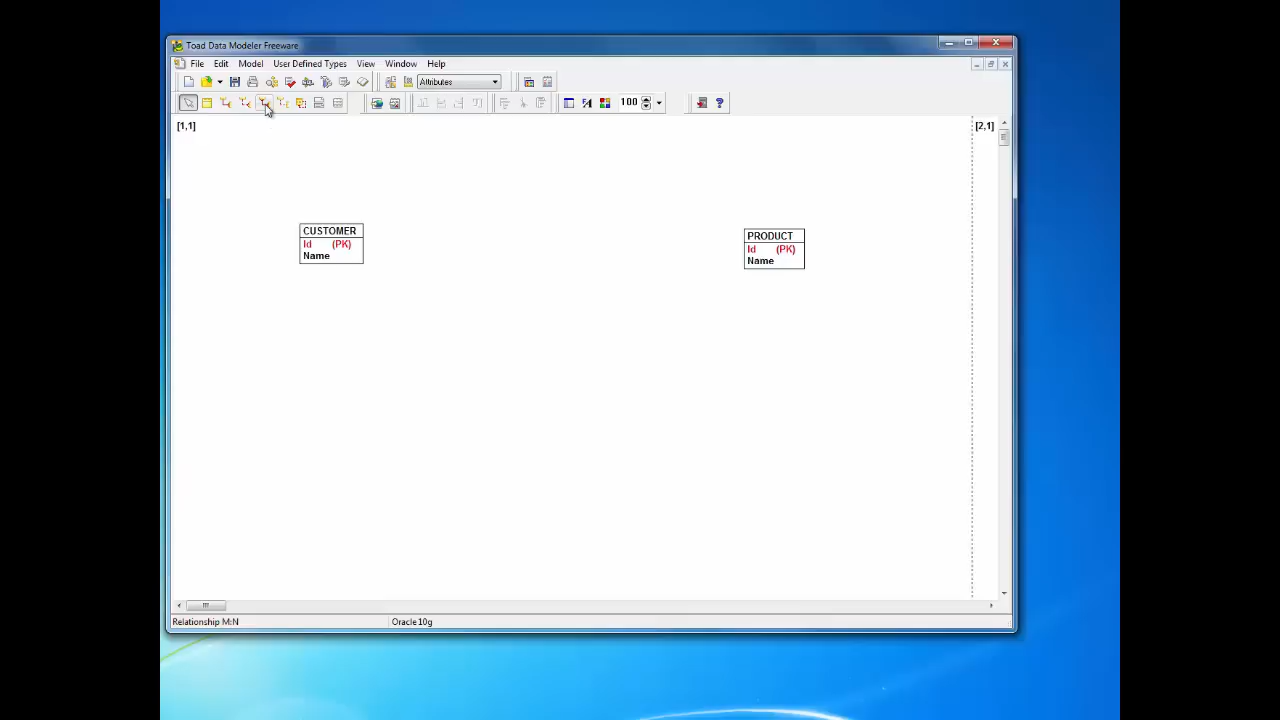 Toad Data Modeler Freeware
File Edit Model User Defined Types View Window Help
Attributes
100
[1,1] [2,1]
CUSTOMER
Id (PK)
Name
PRODUCT
Id (PK)
Name
Relationship M:N Oracle 10g